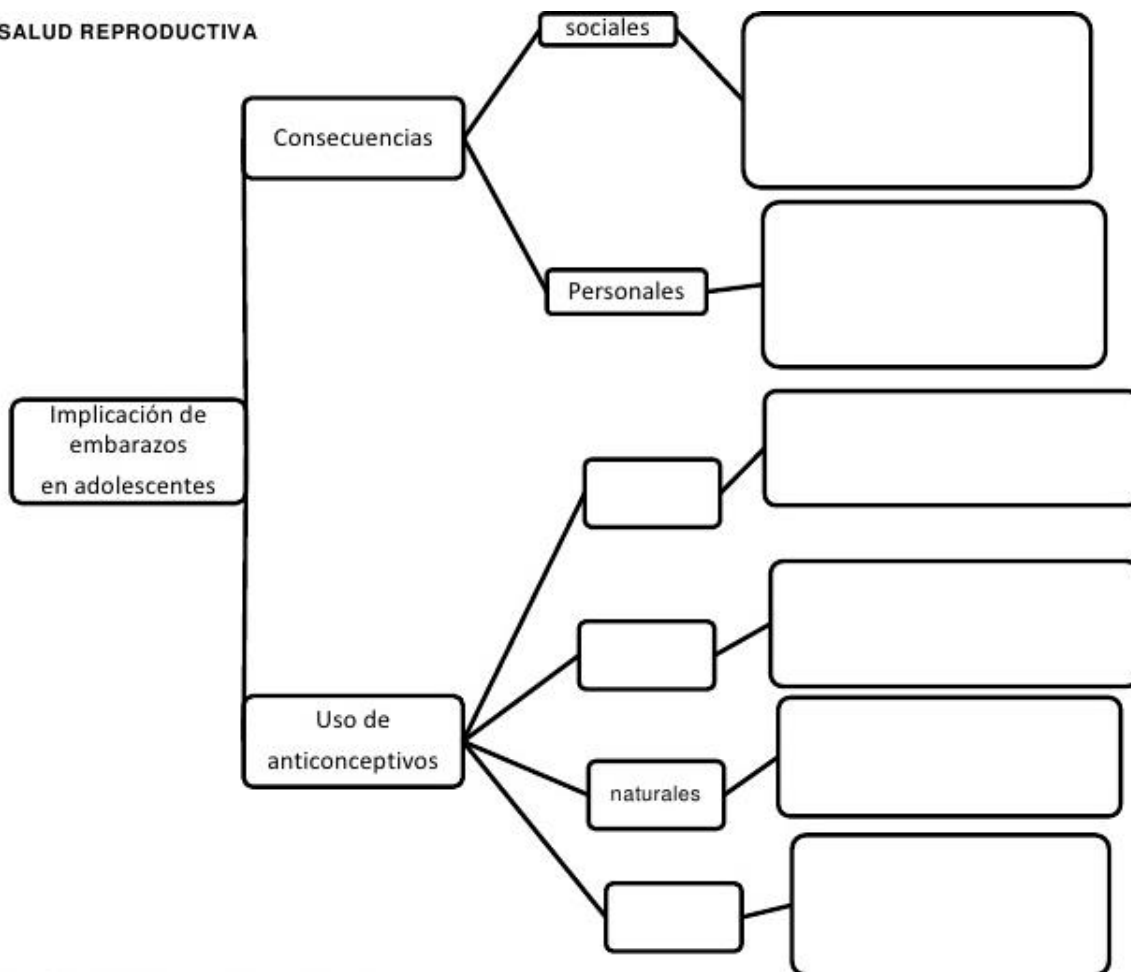 SALUD REPRODUCTIVA
sociales
Consecuencias
Personales
Implicación de
embarazos
en adolescentes
Uso de
anticonceptivos
naturales